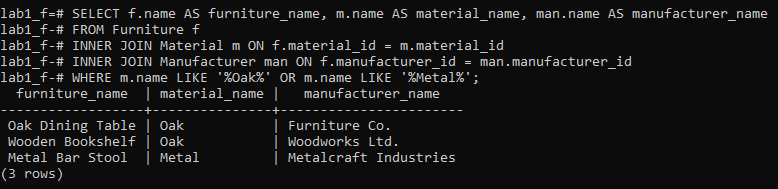 lab1_f=# SELECT f.name AS furniture_name, m.name AS material_name, man.name AS manufacturer_name
lab1_f-# FROM Furniture f
lab1_f-# INNER JOIN Material m ON f.material_id = m.material_id
lab1_f-# INNER JOIN Manufacturer man ON f.manufacturer_id = man.manufacturer_id
lab1_f-# WHERE m.name LIKE '%Oak%' OR m.name LIKE '%Metal%';
  furniture_name  | material_name |   manufacturer_name
------------------+---------------+-----------------------
 Oak Dining Table | Oak           | Furniture Co.
 Wooden Bookshelf | Oak           | Woodworks Ltd.
 Metal Bar Stool  | Metal         | Metalcraft Industries
(3 rows)